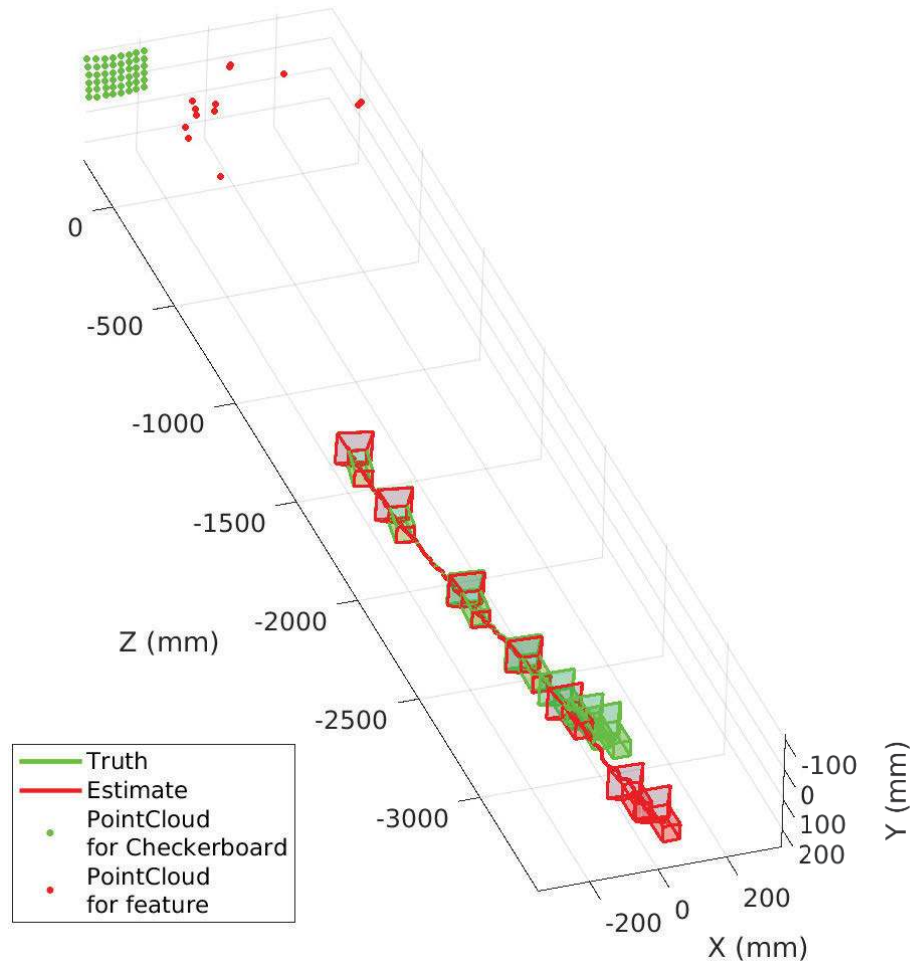 0
-500
-1000
-1500
-2000
-2500
-3000
Z (mm)
-100
0
100
200
Y (mm)
-200
0
200
X (mm)
Truth
Estimate
PointCloud
for Checkerboard
PointCloud
for feature